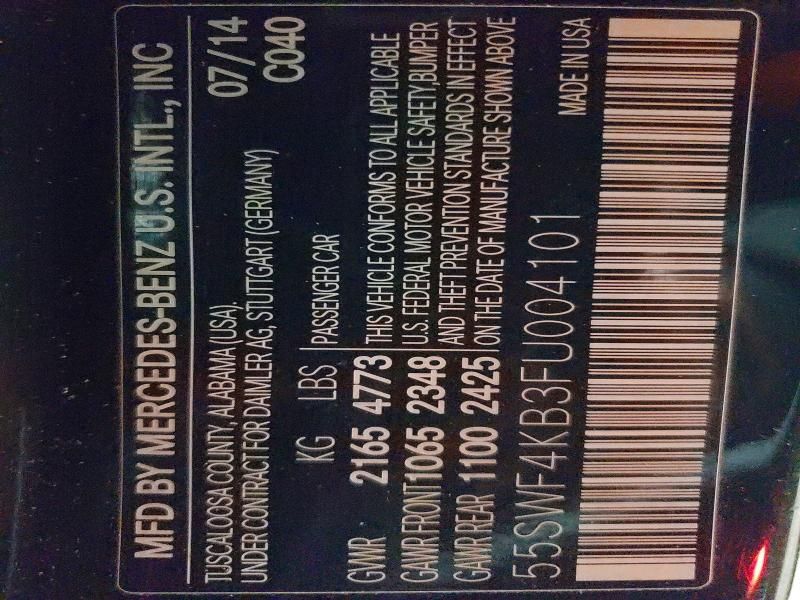 MFD BY MERCEDES-BENZ U.S. INTL., INC
TUSCALOOSA COUNTY, ALABAMA (USA), 07/14
UNDER CONTRACT FOR DAIMLER AG, STUTTGART (GERMANY) C040
KG LBS PASSENGER CAR
GVWR 2165 4773 THIS VEHICLE CONFORMS TO ALL APPLICABLE
GAWR FRONT 1065 2348 U.S. FEDERAL MOTOR VEHICLE SAFETY, BUMPER
GAWR REAR 1100 2425 AND THEFT PREVENTION STANDARDS IN EFFECT
ON THE DATE OF MANUFACTURE SHOWN ABOVE
55SWF4KB3FU004101 MADE IN USA